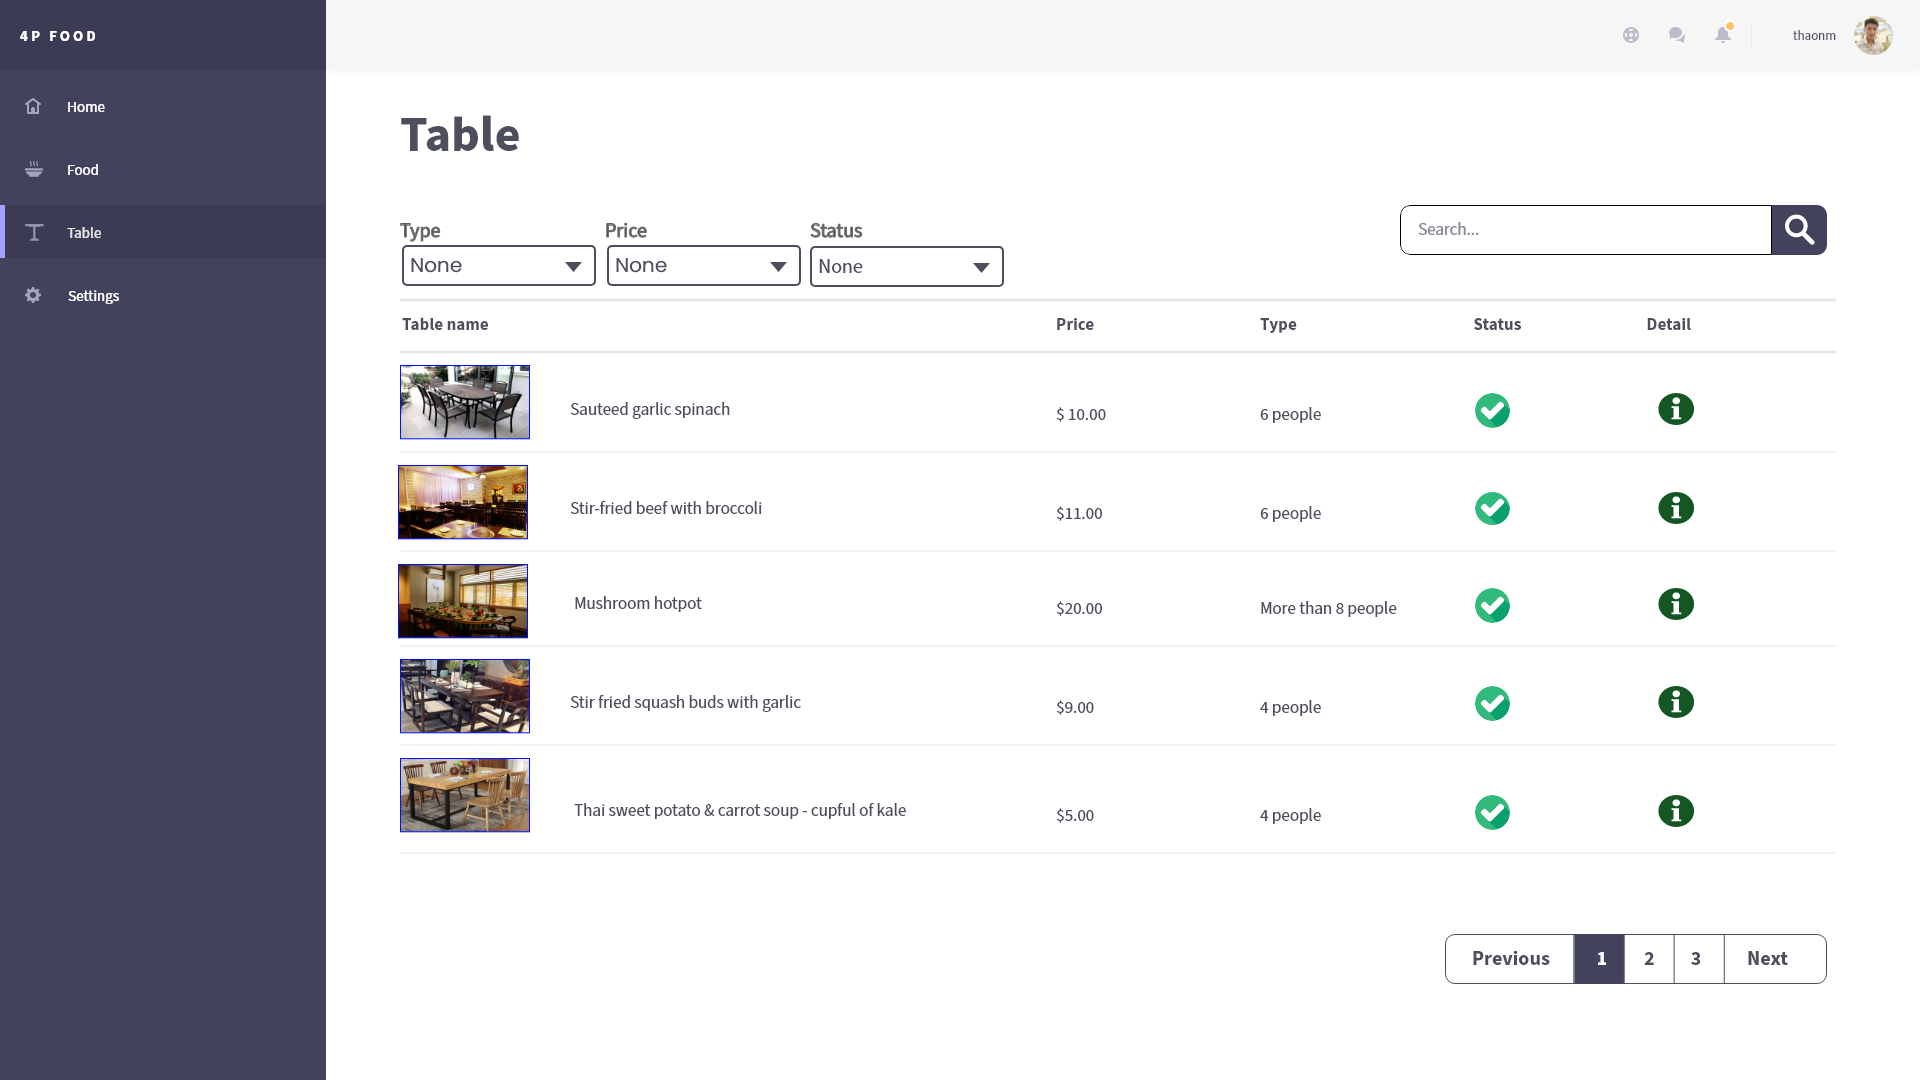 4P FOOD
thaonm
Home
Food
Table
Settings
Table
Type Price Status
None None None
Search...
Table name Price Type Status Detail
Sauteed garlic spinach $ 10.00 6 people
Stir-fried beef with broccoli $11.00 6 people
Mushroom hotpot $20.00 More than 8 people
Stir fried squash buds with garlic $9.00 4 people
Thai sweet potato & carrot soup - cupful of kale $5.00 4 people
Previous 1 2 3 Next